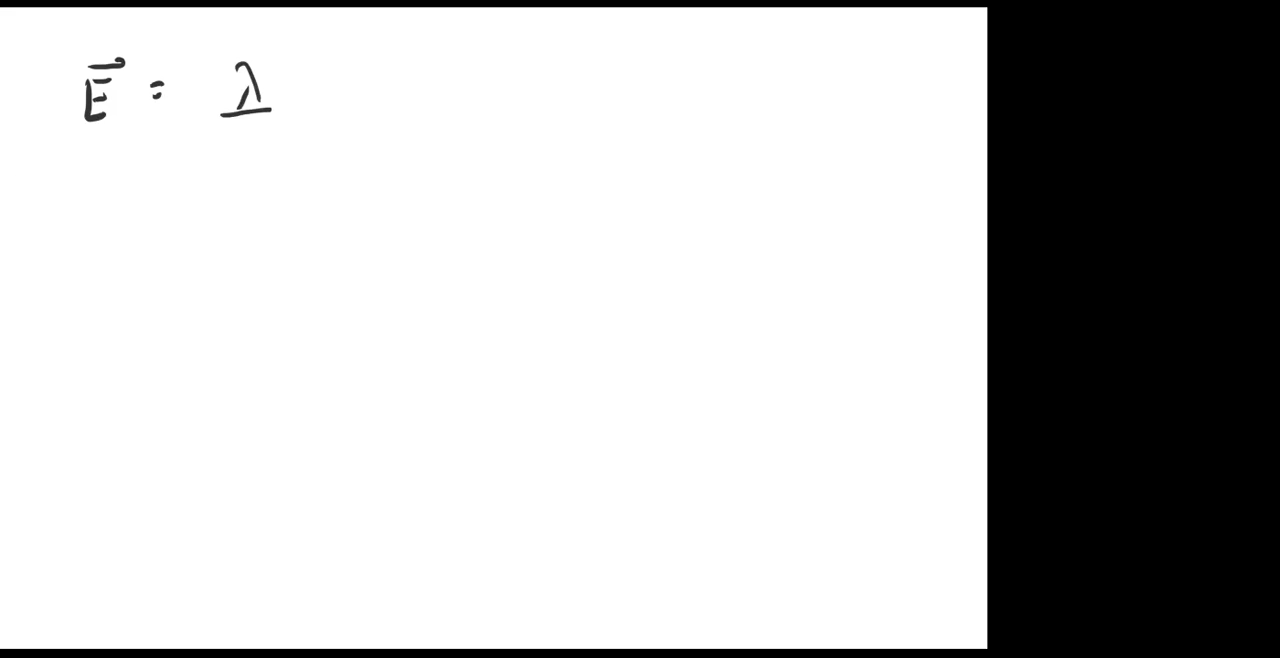 E⃗ = λ